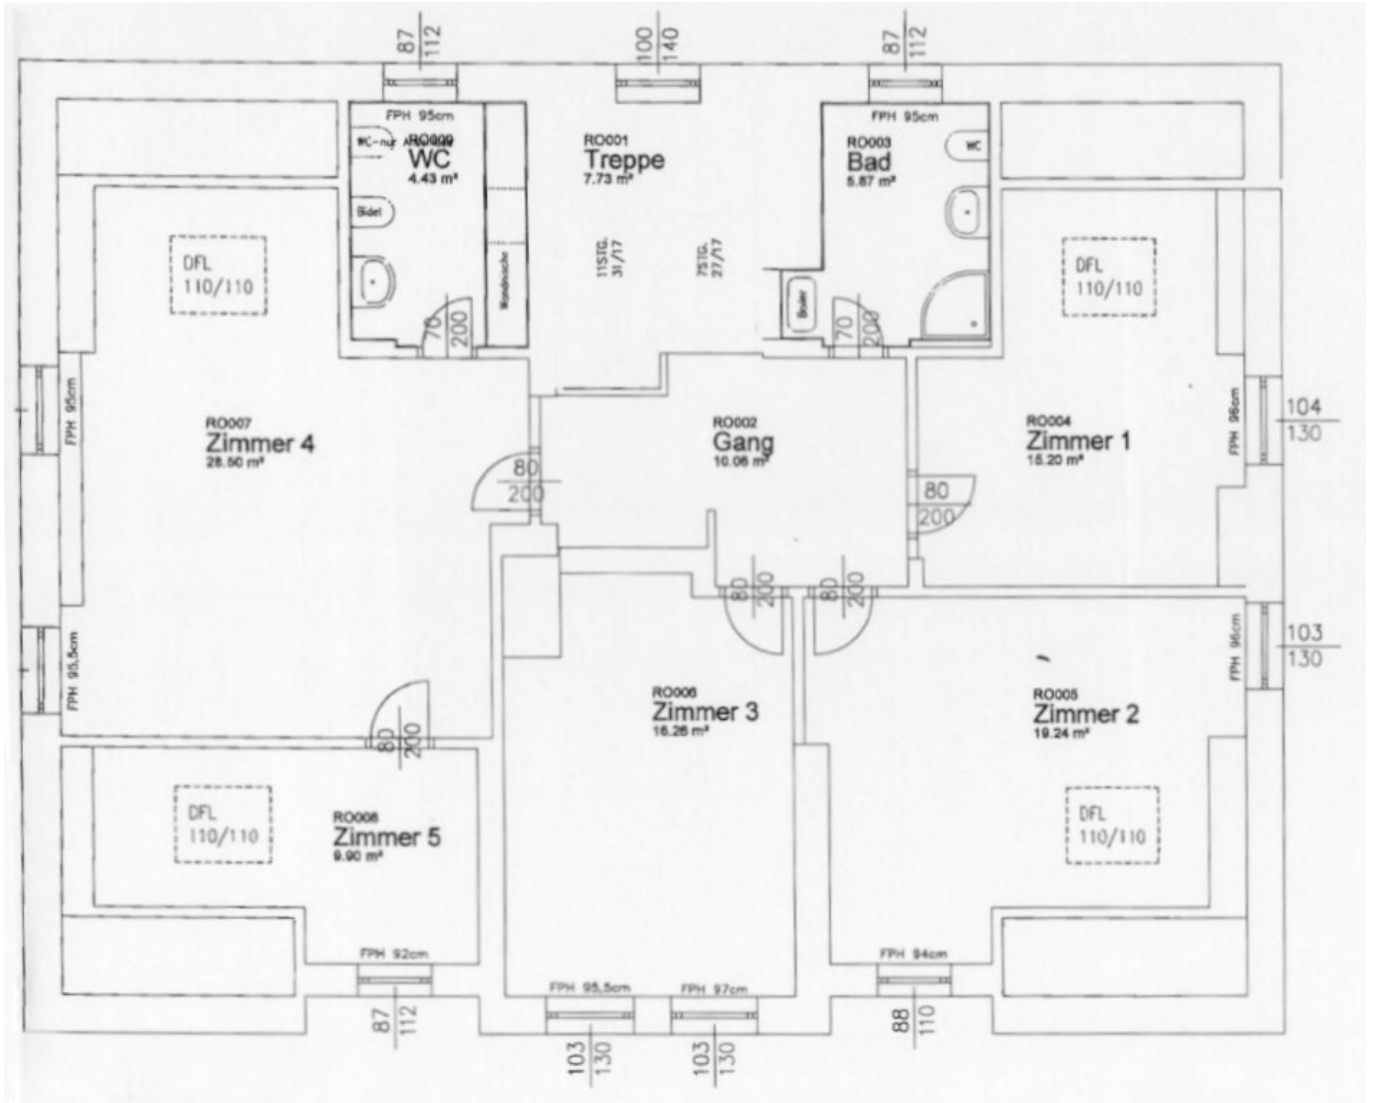 87
112
100
140
87
112
FPH 95cm
FPH 95cm
RO009
WC-nur
WC
4.43 m²
RO001
Treppe
7.73 m²
RO003
Bad
5.87 m²
WC
Bidet
11STG.
31/17
7STG.
27/17
Boiler
DFL
110/110
DFL
110/110
70
200
70
200
FPH 95cm
RO007
Zimmer 4
28.50 m²
RO002
Gang
10.06 m²
RO004
Zimmer 1
15.20 m²
FPH 96cm
104
130
80
200
80
200
80
200
80
200
FPH 95,5cm
FPH 96cm
103
130
RO006
Zimmer 3
16.26 m²
RO005
Zimmer 2
19.24 m²
80
200
DFL
110/110
RO008
Zimmer 5
9.90 m²
DFL
110/110
FPH 92cm
FPH 94cm
FPH 95,5cm
FPH 97cm
87
112
88
110
103
130
103
130